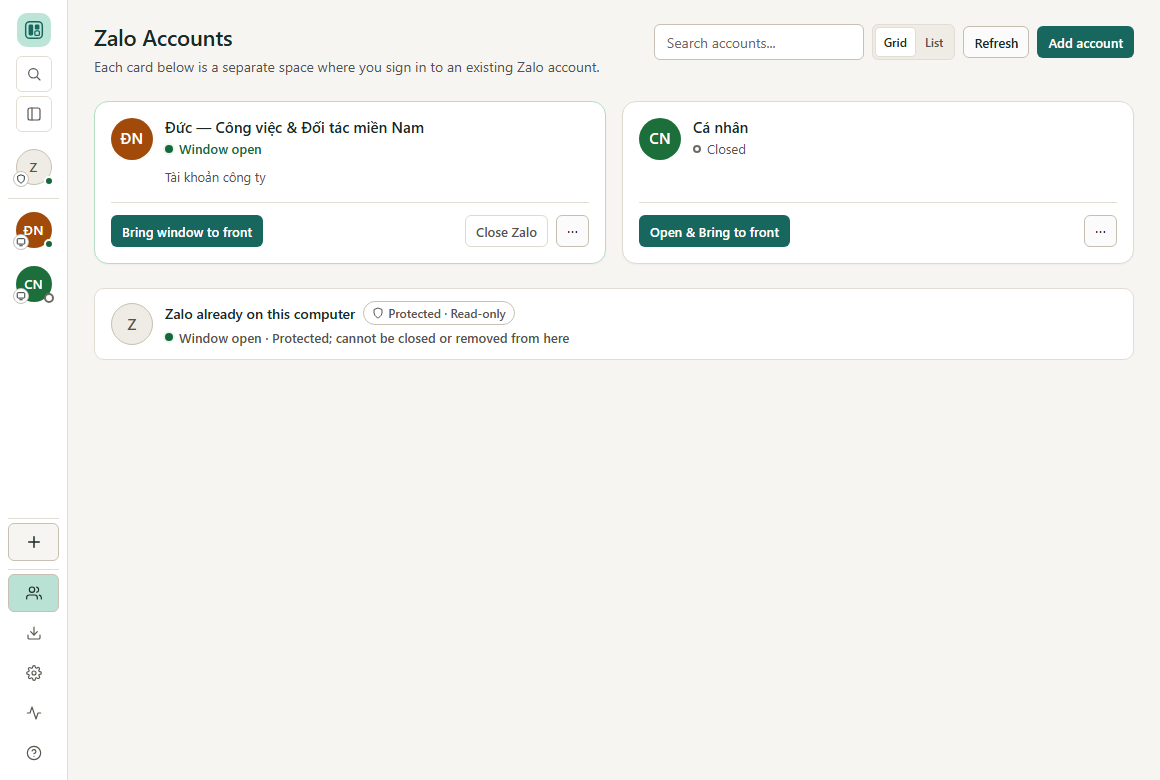 Zalo Accounts
Each card below is a separate space where you sign in to an existing Zalo account.
Search accounts...
Grid
List
Refresh
Add account
Z
ĐN
CN
ĐN
Đức — Công việc & Đối tác miền Nam
Window open
Tài khoản công ty
Bring window to front
Close Zalo
...
CN
Cá nhân
Closed
Open & Bring to front
...
Z
Zalo already on this computer
Protected · Read-only
Window open · Protected; cannot be closed or removed from here